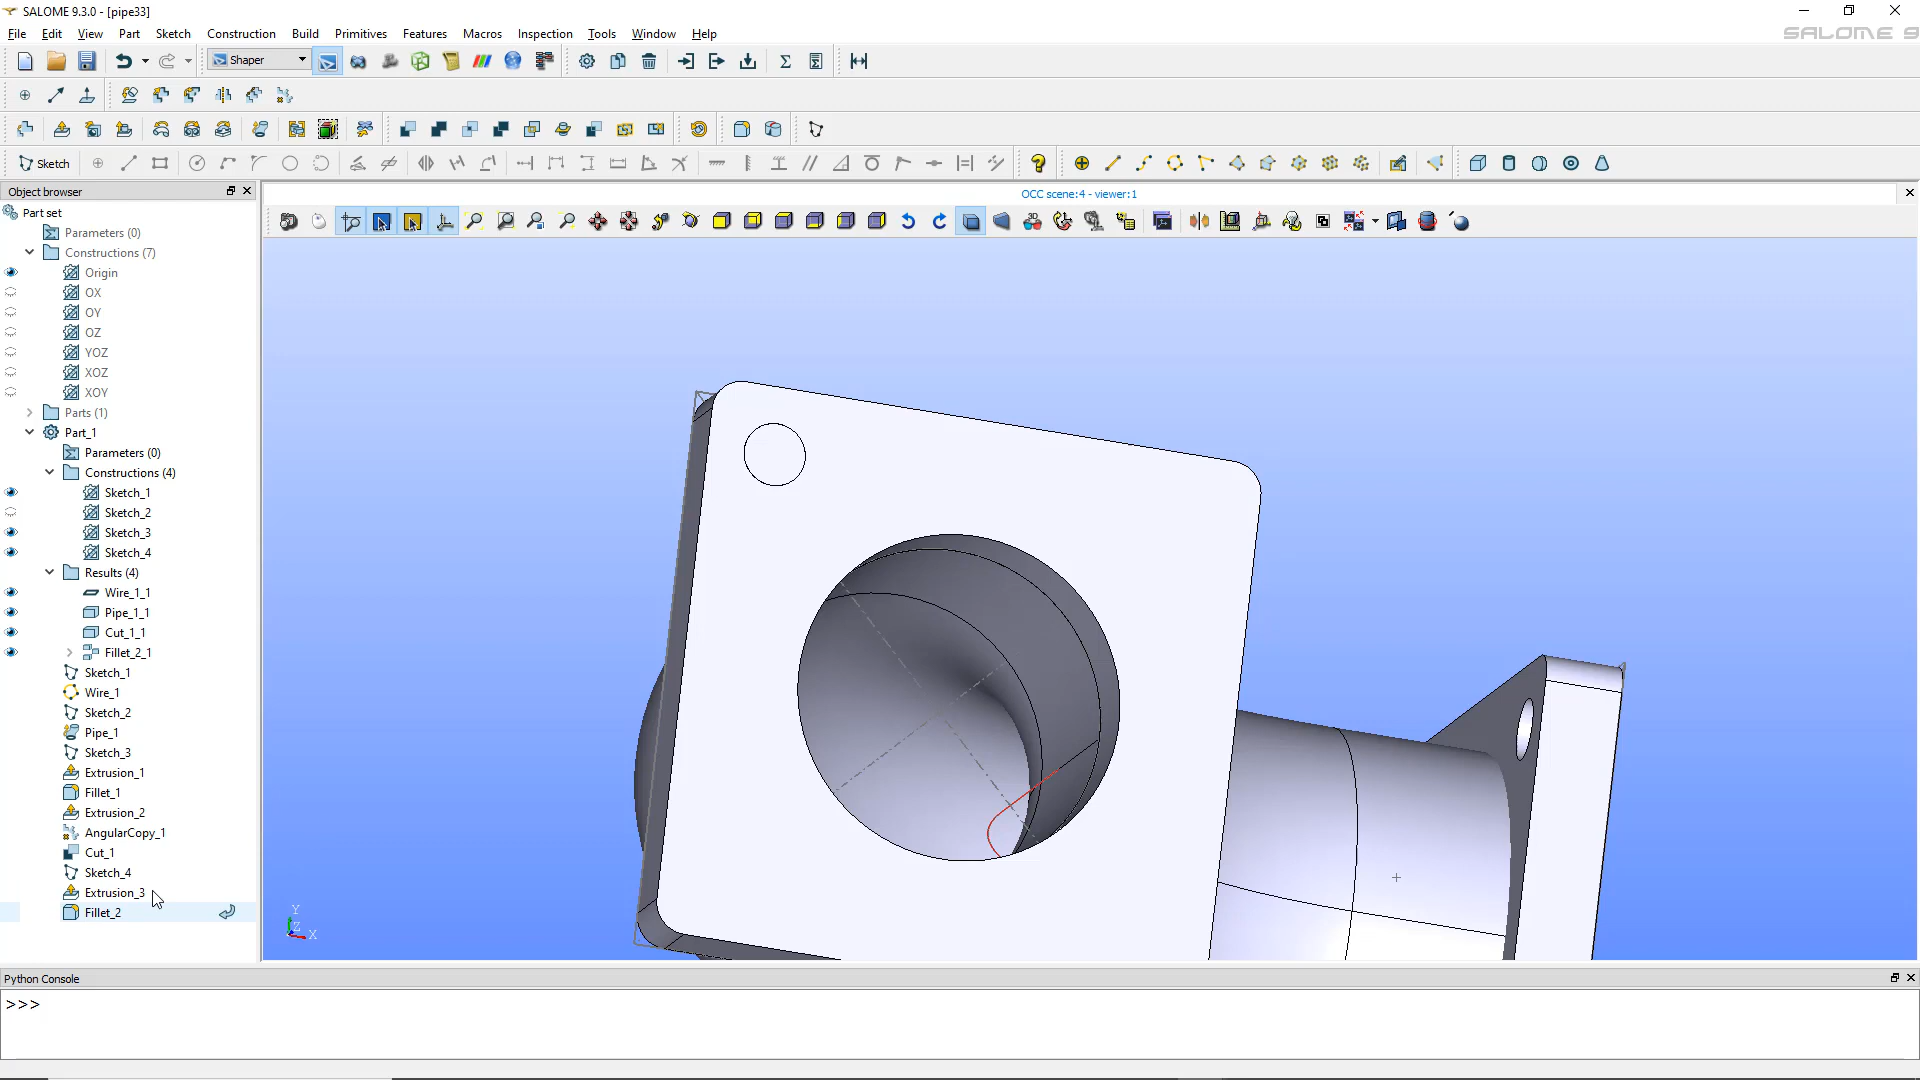 SALOME 9.3.0 - [pipe33]
File Edit View Part Sketch Construction Build Primitives Features Macros Inspection Tools Window Help
SALOME 9
Shaper
Sketch
Object browser
OCC scene:4 - viewer:1
Part set
Parameters (0)
Constructions (7)
Origin
OX
OY
OZ
YOZ
XOZ
XOY
Parts (1)
Part_1
Parameters (0)
Constructions (4)
Sketch_1
Sketch_2
Sketch_3
Sketch_4
Results (4)
Wire_1_1
Pipe_1_1
Cut_1_1
Fillet_2_1
Sketch_1
Wire_1
Sketch_2
Pipe_1
Sketch_3
Extrusion_1
Fillet_1
Extrusion_2
AngularCopy_1
Cut_1
Sketch_4
Extrusion_3
Fillet_2
Y
Z
X
Python Console
>>>